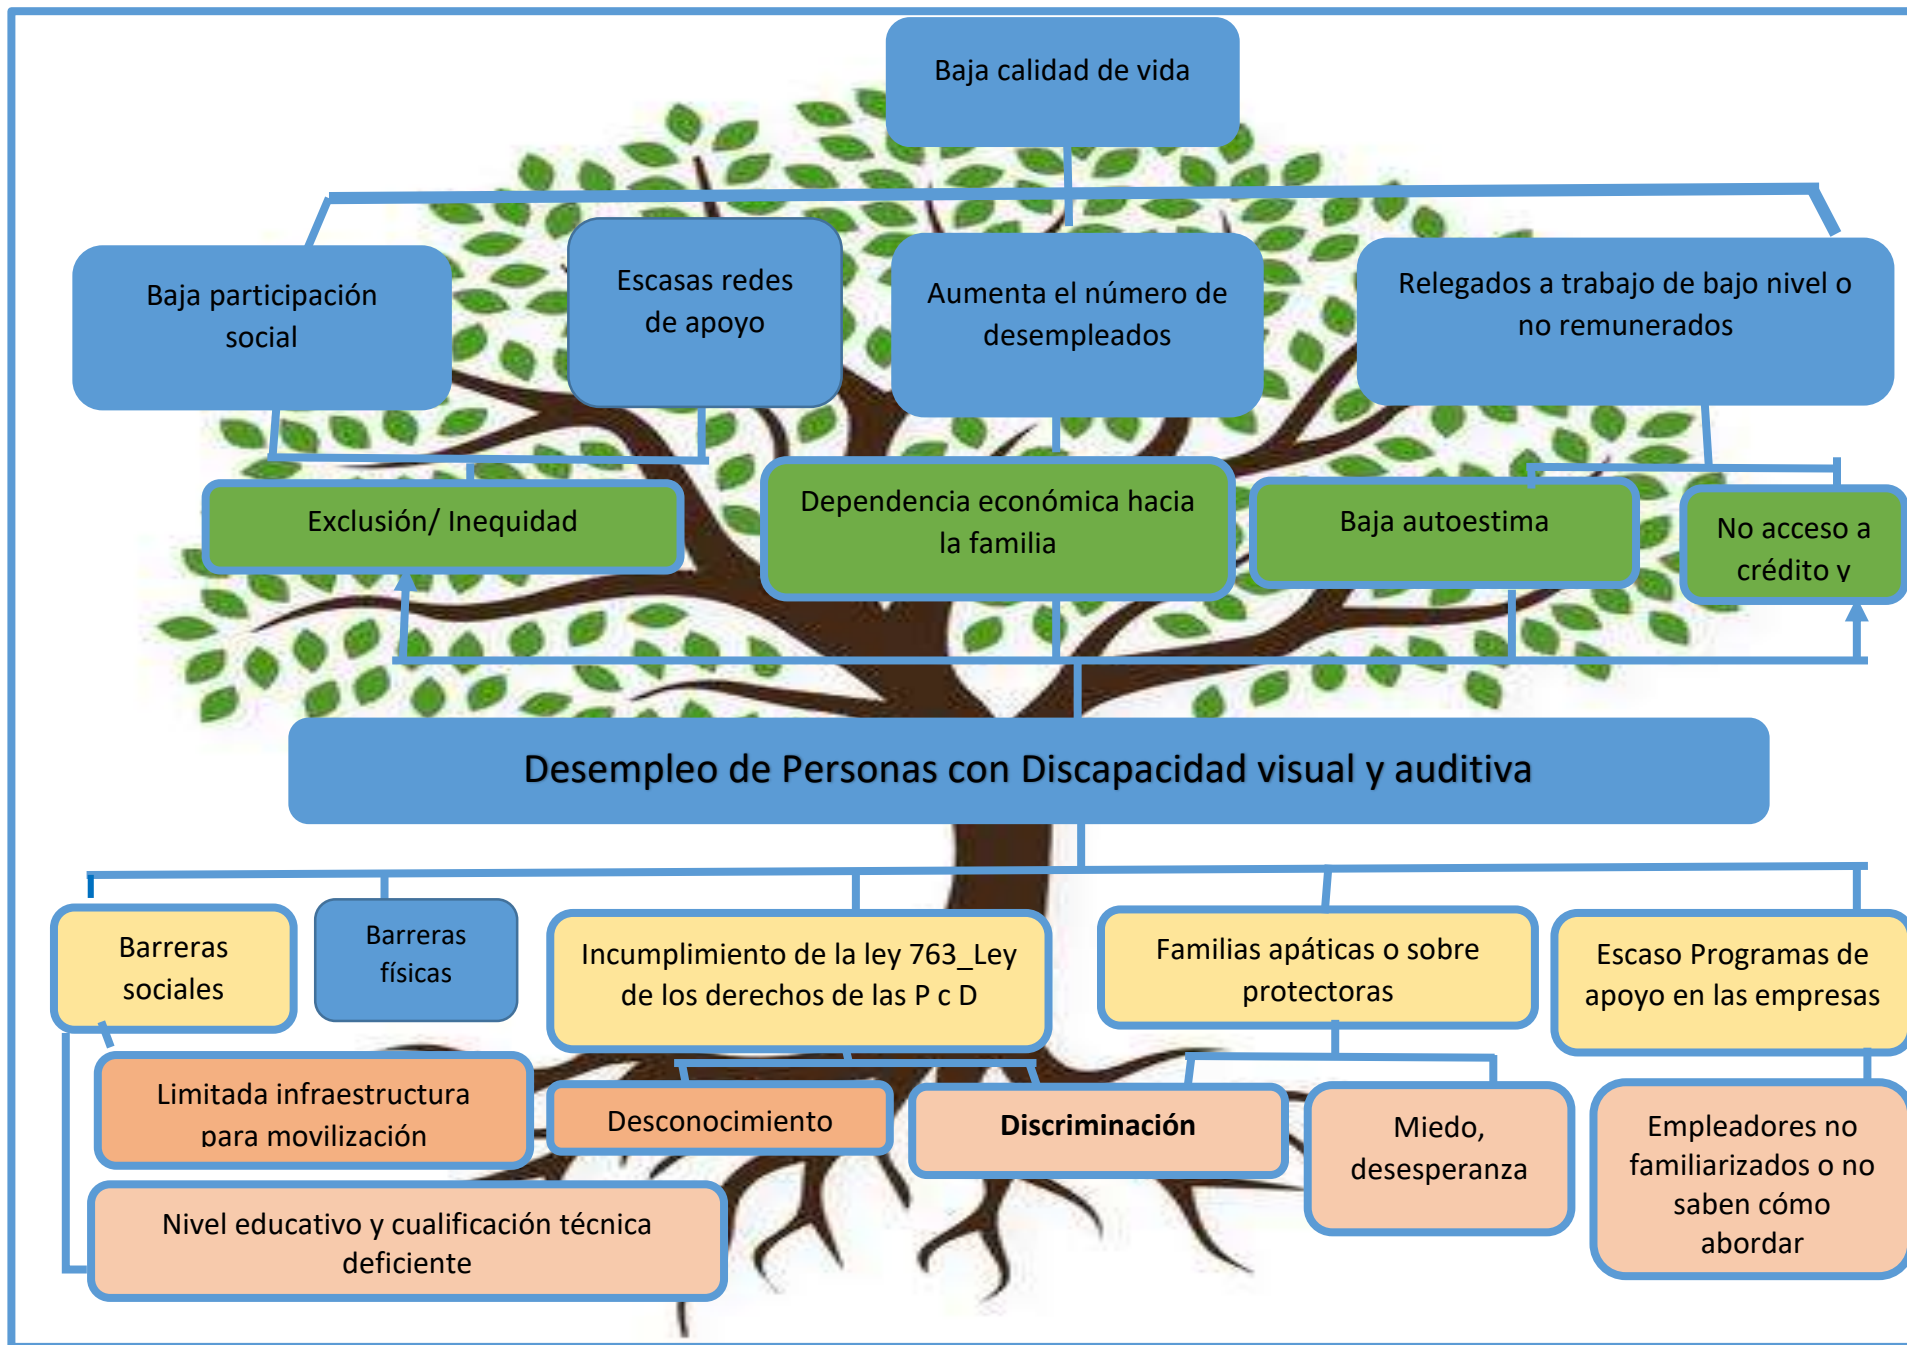 Baja calidad de vida
Baja participación
social
Escasas redes
de apoyo
Aumenta el número de
desempleados
Relegados a trabajo de bajo nivel o
no remunerados
Exclusión/ Inequidad
Dependencia económica hacia
la familia
Baja autoestima
No acceso a
crédito y
Desempleo de Personas con Discapacidad visual y auditiva
Barreras
sociales
Barreras
físicas
Incumplimiento de la ley 763_Ley
de los derechos de las P c D
Familias apáticas o sobre
protectoras
Escaso Programas de
apoyo en las empresas
Limitada infraestructura
para movilización
Desconocimiento
Discriminación
Miedo,
desesperanza
Empleadores no
familiarizados o no
saben cómo
abordar
Nivel educativo y cualificación técnica
deficiente